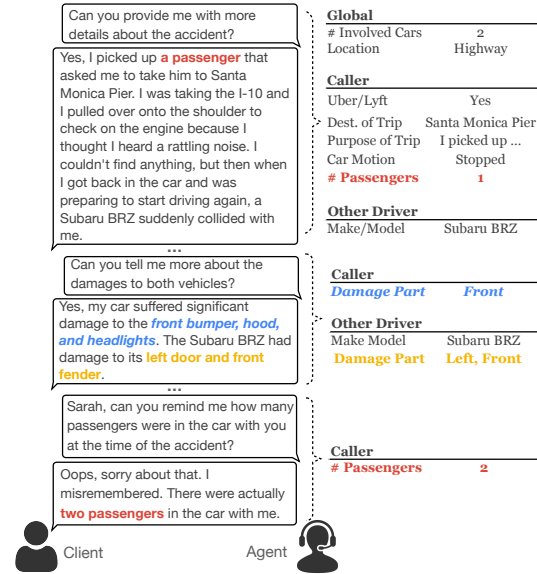 Can you provide me with more
details about the accident?
Yes, I picked up a passenger that
asked me to take him to Santa
Monica Pier. I was taking the I-10 and
I pulled over onto the shoulder to
check on the engine because I
thought I heard a rattling noise. I
couldn't find anything, but then when
I got back in the car and was
preparing to start driving again, a
Subaru BRZ suddenly collided with
me.
...
Can you tell me more about the
damages to both vehicles?
Yes, my car suffered significant
damage to the front bumper, hood,
and headlights. The Subaru BRZ had
damage to its left door and front
fender.
...
Sarah, can you remind me how many
passengers were in the car with you
at the time of the accident?
Oops, sorry about that. I
misremembered. There were actually
two passengers in the car with me.
Client
Agent
Global
# Involved Cars 2
Location Highway
Caller
Uber/Lyft Yes
Dest. of Trip Santa Monica Pier
Purpose of Trip I picked up ...
Car Motion Stopped
# Passengers 1
Other Driver
Make/Model Subaru BRZ
Caller
Damage Part Front
Other Driver
Make Model Subaru BRZ
Damage Part Left, Front
Caller
# Passengers 2